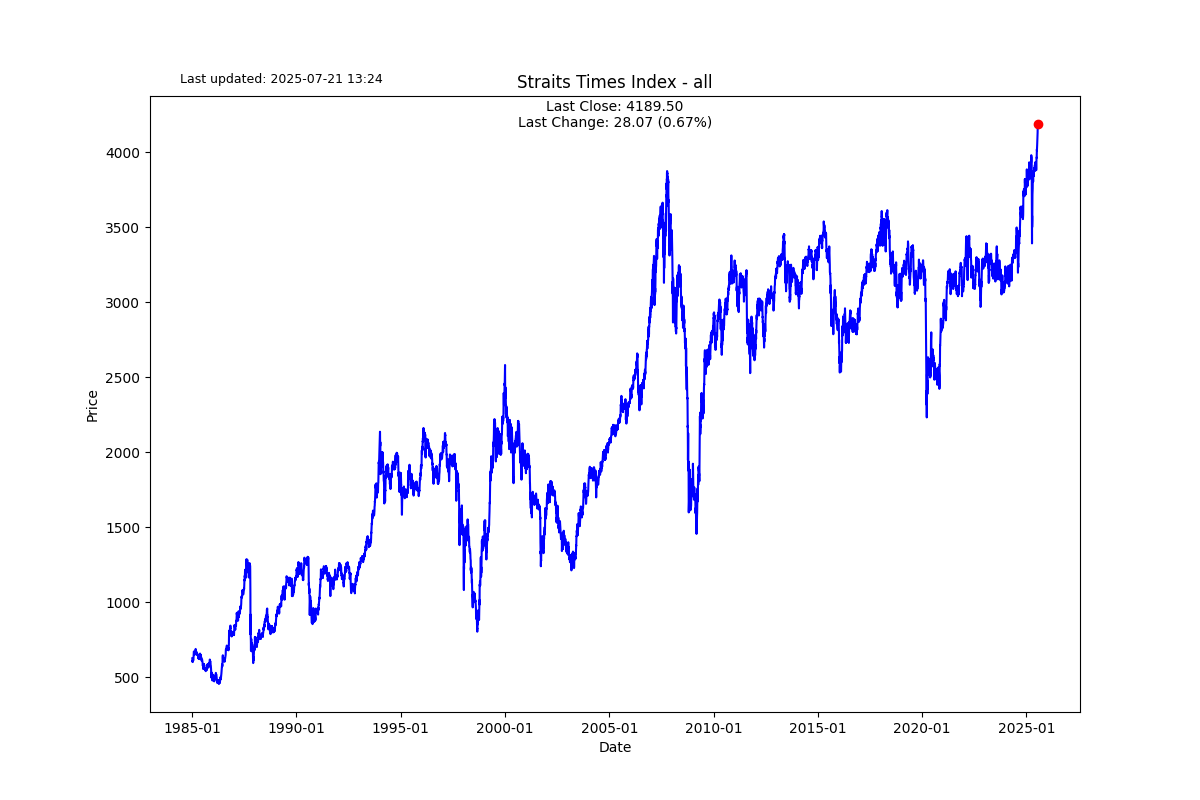 Last updated: 2025-07-21 13:24
Straits Times Index - all
Last Close: 4189.50
Last Change: 28.07 (0.67%)
Price
4000
3500
3000
2500
2000
1500
1000
500
1985-01 1990-01 1995-01 2000-01 2005-01 2010-01 2015-01 2020-01 2025-01
Date